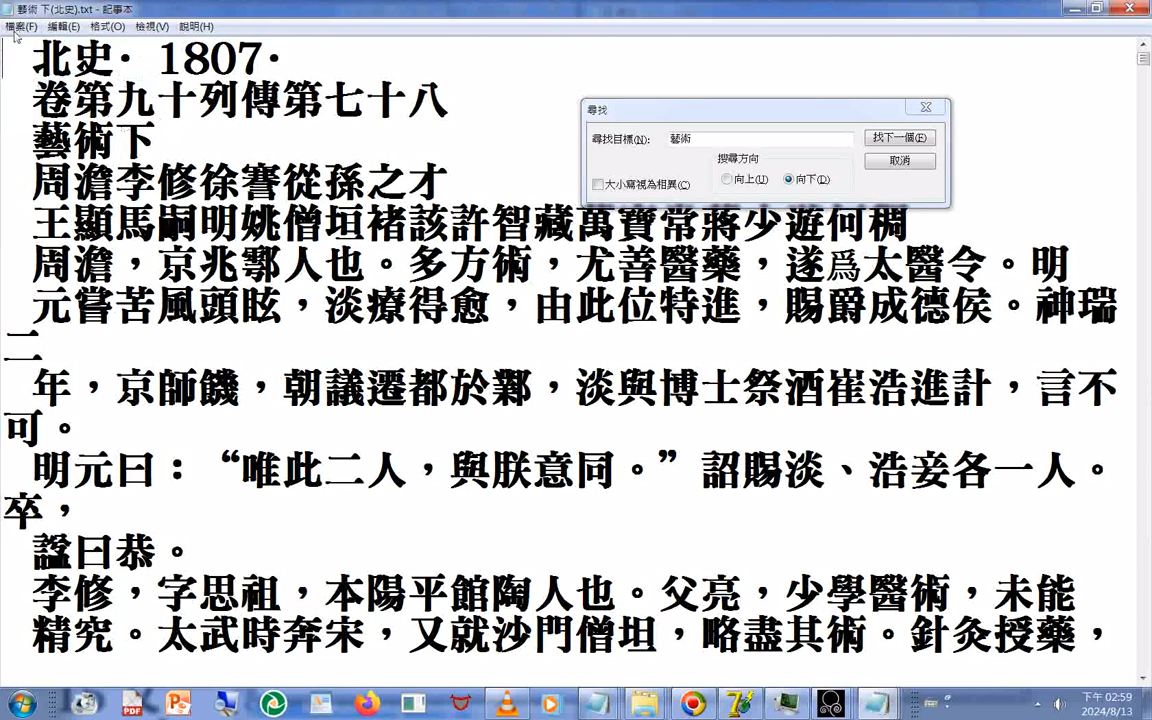 藝術 下(北史).txt - 記事本
檔案(F) 編輯(E) 格式(O) 檢視(V) 說明(H)
北史· 1807·
卷第九十列傳第七十八
藝術下
周澹李修徐謇從孫之才
王顯馬嗣明姚僧垣褚該許智藏萬寶常蔣少遊何稠
周澹，京兆鄠人也。多方術，尤善醫藥，遂爲太醫令。明
元嘗苦風頭眩，淡療得愈，由此位特進，賜爵成德侯。神瑞
二
年，京師饑，朝議遷都於鄴，淡與博士祭酒崔浩進計，言不
可。
明元曰：“唯此二人，與朕意同。”詔賜淡、浩妾各一人。
卒，
諡曰恭。
李修，字思祖，本陽平館陶人也。父亮，少學醫術，未能
精究。太武時奔宋，又就沙門僧坦，略盡其術。針灸授藥，
尋找
尋找目標(N):
藝術
找下一個(F)
搜尋方向
取消
大小寫視為相異(C)
向上(U)
向下(D)
PDF
下午 02:59
2024/8/13